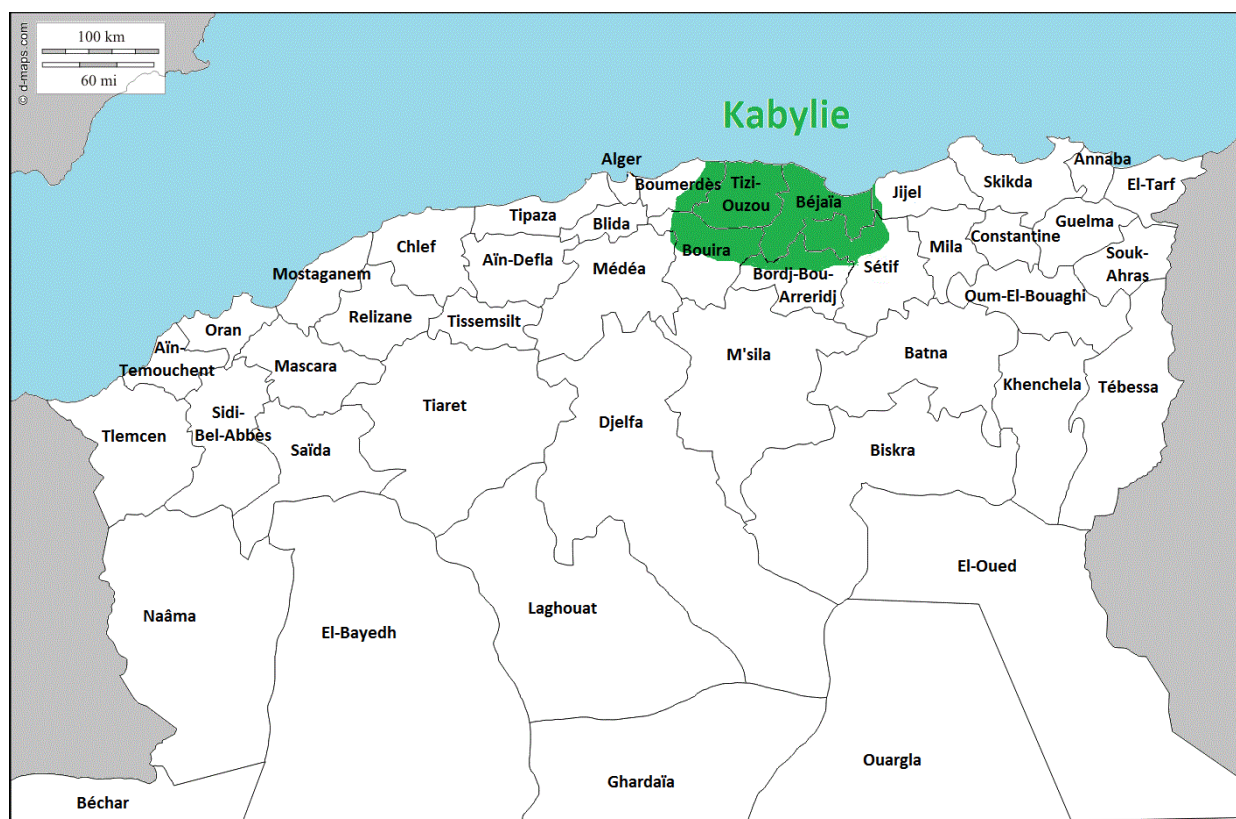 100 km
60 mi
© d-maps.com
Kabylie
Alger
Boumerdès
Tizi-
Ouzou
Béjaïa
Jijel
Skikda
Annaba
El-Tarf
Tipaza
Blida
Bouira
Chlef
Aïn-Defla
Médéa
Bordj-Bou-
Arreridj
Sétif
Mila
Constantine
Guelma
Souk-
Ahras
Mostaganem
Relizane
Tissemsilt
Oum-El-Bouaghi
Oran
Aïn-
Temouchent
Mascara
M'sila
Batna
Khenchela
Tébessa
Tlemcen
Sidi-
Bel-Abbès
Saïda
Tiaret
Djelfa
Biskra
El-Oued
Naâma
El-Bayedh
Laghouat
Ghardaïa
Ouargla
Béchar